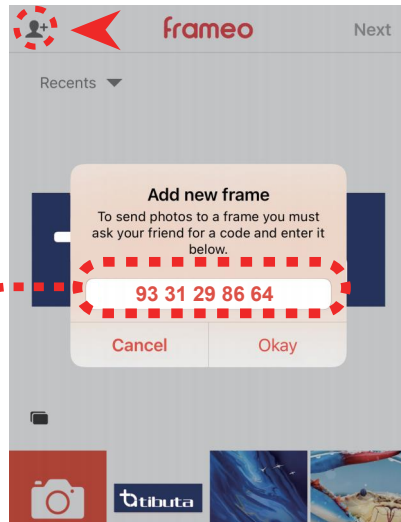 frameo
Next
Recents
Add new frame
To send photos to a frame you must
ask your friend for a code and enter it
below.
93 31 29 86 64
Cancel
Okay
tibuta